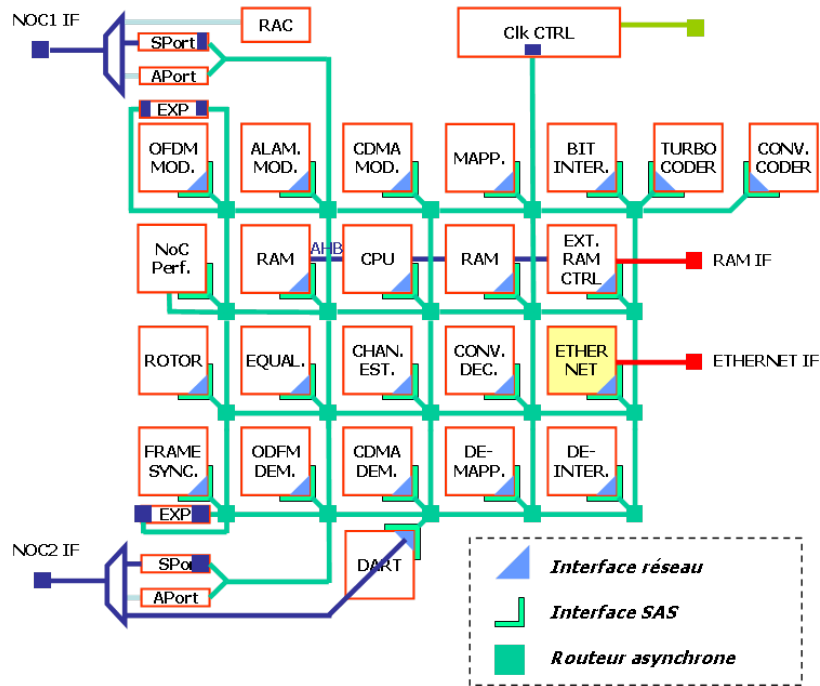 NOC1 IF
SPort
RAC
Clk CTRL
APort
EXP
OFDM
MOD.
ALAM.
MOD.
CDMA
MOD.
MAPP.
BIT
INTER.
TURBO
CODER
CONV.
CODER
NoC
Perf.
RAM
AHB
CPU
RAM
EXT.
RAM
CTRL
RAM IF
ROTOR
EQUAL.
CHAN.
EST.
CONV.
DEC.
ETHER
NET
ETHERNET IF
FRAME
SYNC.
ODFM
DEM.
CDMA
DEM.
DE-
MAPP.
DE-
INTER.
EXP
NOC2 IF
SPo
APort
DART
Interface réseau
Interface SAS
Routeur asynchrone